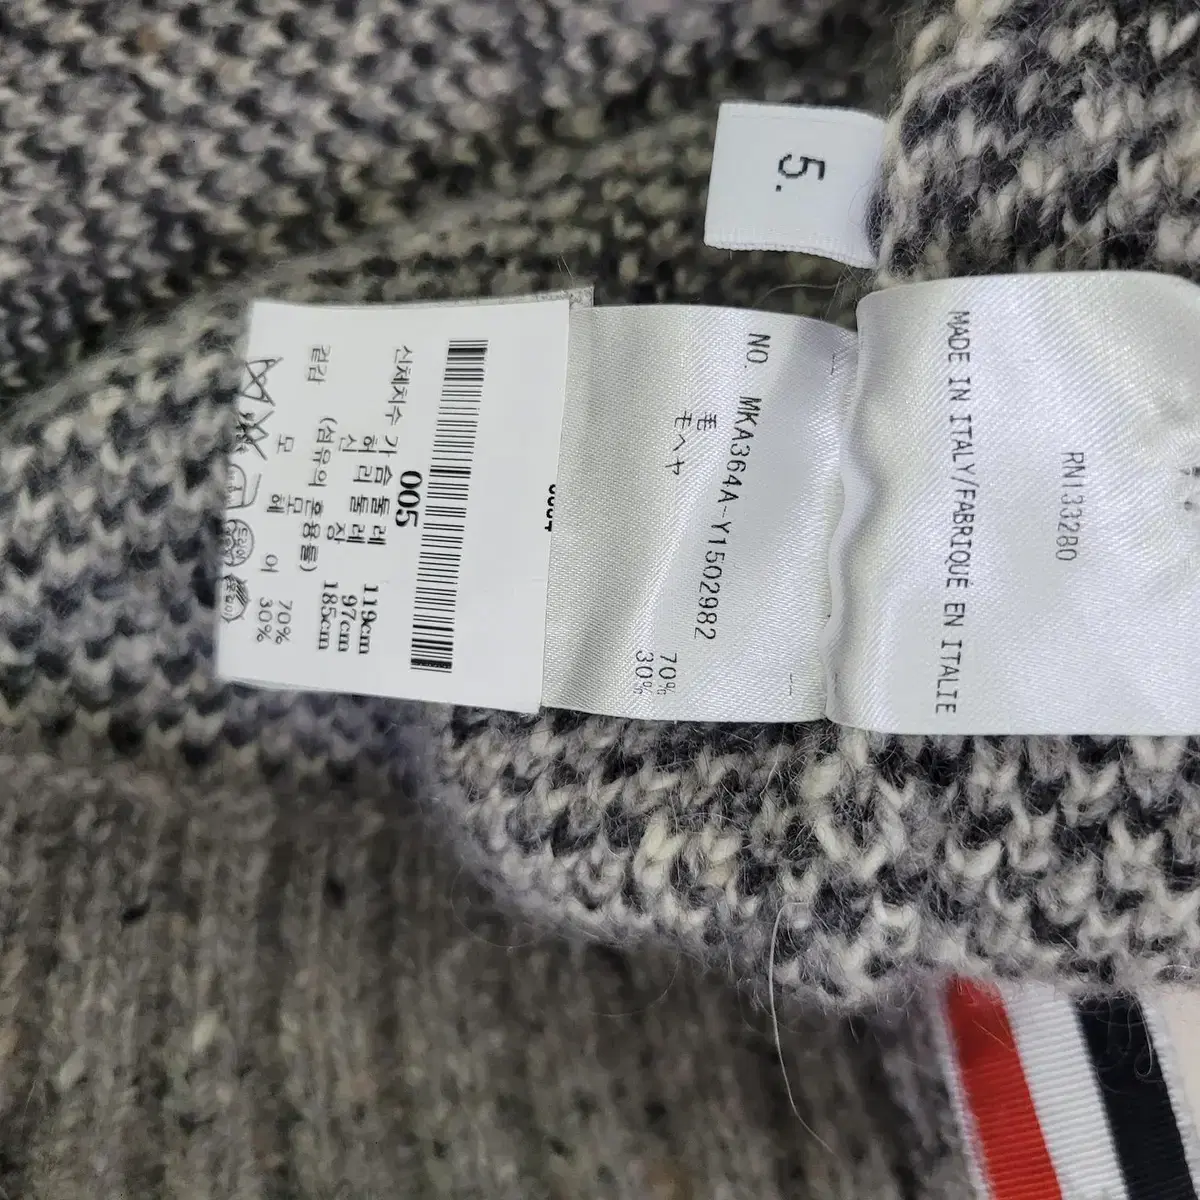 5.
MADE IN ITALY/FABRIQUÉ EN ITALIE
RN133280
NO. MKA364A-Y1502982
毛 70%
モヘヤ 30%
005
신체치수 가슴둘레 119cm
허리둘레 97cm
신장 185cm
겉감 (섬유의 혼용률)
모 70%
모헤어 30%